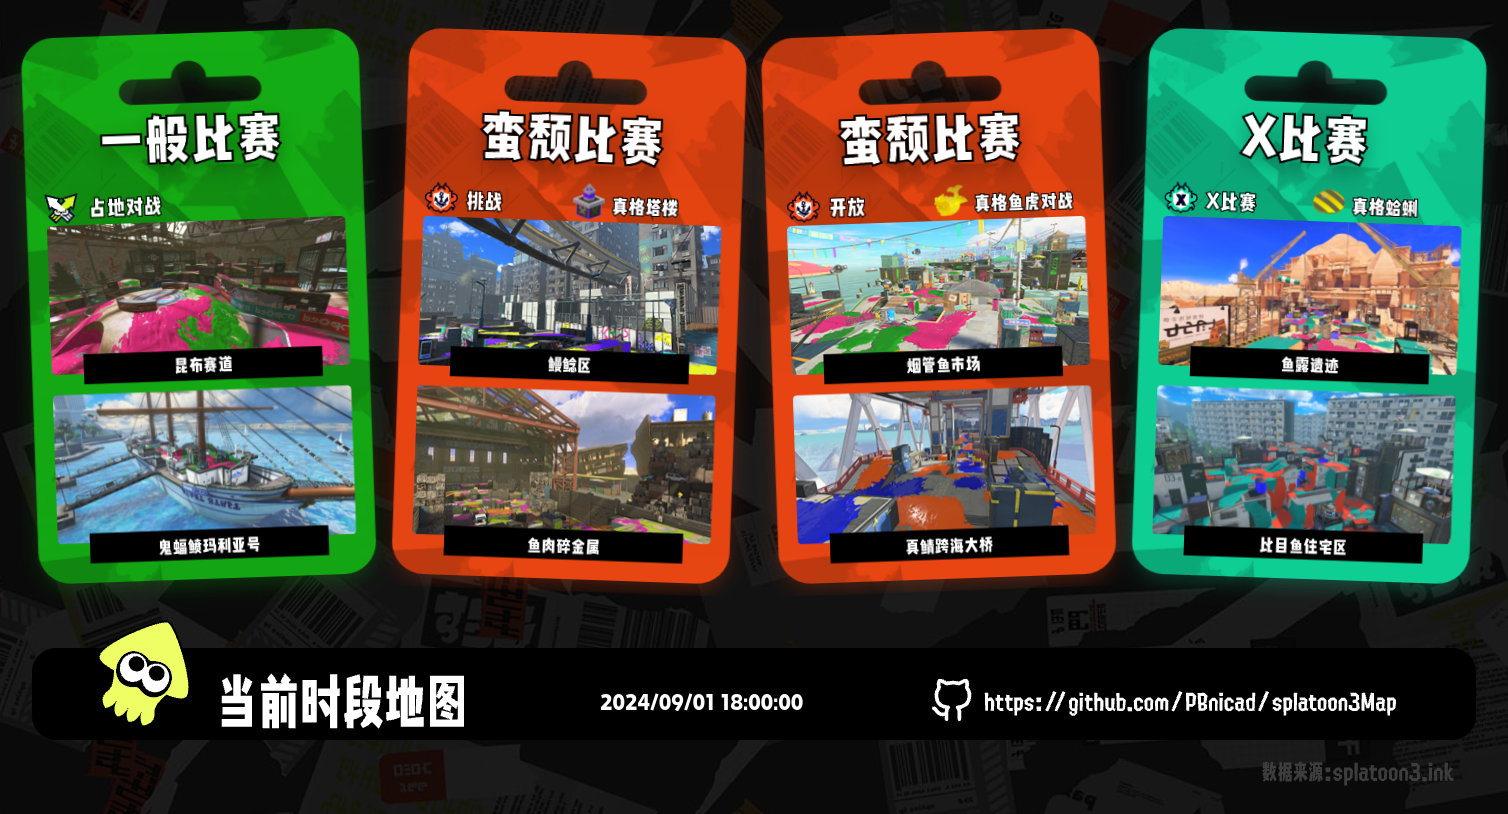 一般比赛
占地对战
昆布赛道
鬼蝠鲼玛利亚号
蛮颓比赛
挑战
真格塔楼
鳗鲶区
鱼肉碎金属
蛮颓比赛
开放
真格鱼虎对战
烟管鱼市场
真鲭跨海大桥
X比赛
X比赛
真格蛤蜊
鱼露遗迹
比目鱼住宅区
当前时段地图
2024/09/01 18:00:00
https://github.com/PBnicad/splatoon3Map
数据来源:splatoon3.ink